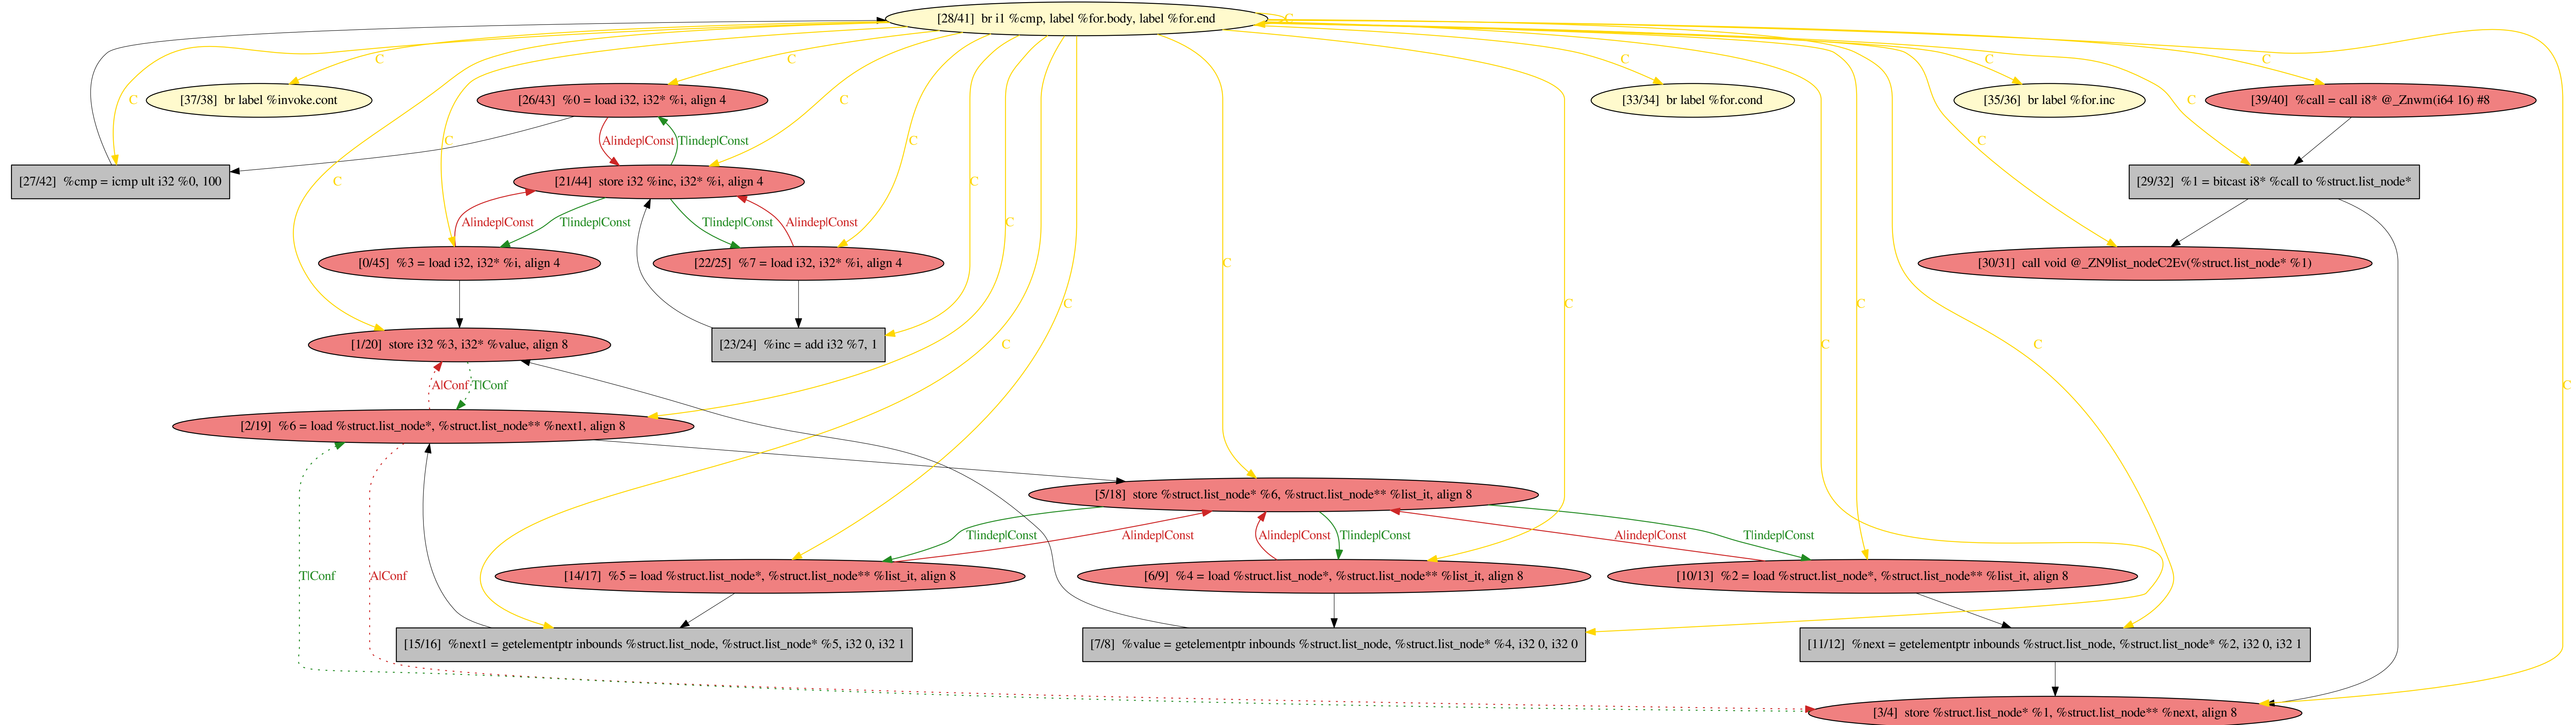 [28/41] br i1 %cmp, label %for.body, label %for.end
C
C
C
C
C
C
[37/38] br label %invoke.cont
[26/43] %0 = load i32, i32* %i, align 4
[33/34] br label %for.cond
[35/36] br label %for.inc
[39/40] %call = call i8* @_Znwm(i64 16) #8
C
C
C
A|indep|Const
T|indep|Const
C
C
C
[27/42] %cmp = icmp ult i32 %0, 100
C
[21/44] store i32 %inc, i32* %i, align 4
C
[29/32] %1 = bitcast i8* %call to %struct.list_node*
A|indep|Const
T|indep|Const
T|indep|Const
A|indep|Const
C
[0/45] %3 = load i32, i32* %i, align 4
[22/25] %7 = load i32, i32* %i, align 4
C
[30/31] call void @_ZN9list_nodeC2Ev(%struct.list_node* %1)
C
C
C
[1/20] store i32 %3, i32* %value, align 8
[23/24] %inc = add i32 %7, 1
C
C
C
A|Conf
T|Conf
C
[2/19] %6 = load %struct.list_node*, %struct.list_node** %next1, align 8
[5/18] store %struct.list_node* %6, %struct.list_node** %list_it, align 8
T|indep|Const
A|indep|Const
A|indep|Const
T|indep|Const
A|indep|Const
T|indep|Const
T|Conf
A|Conf
[14/17] %5 = load %struct.list_node*, %struct.list_node** %list_it, align 8
[6/9] %4 = load %struct.list_node*, %struct.list_node** %list_it, align 8
[10/13] %2 = load %struct.list_node*, %struct.list_node** %list_it, align 8
[15/16] %next1 = getelementptr inbounds %struct.list_node, %struct.list_node* %5, i32 0, i32 1
[7/8] %value = getelementptr inbounds %struct.list_node, %struct.list_node* %4, i32 0, i32 0
[11/12] %next = getelementptr inbounds %struct.list_node, %struct.list_node* %2, i32 0, i32 1
[3/4] store %struct.list_node* %1, %struct.list_node** %next, align 8